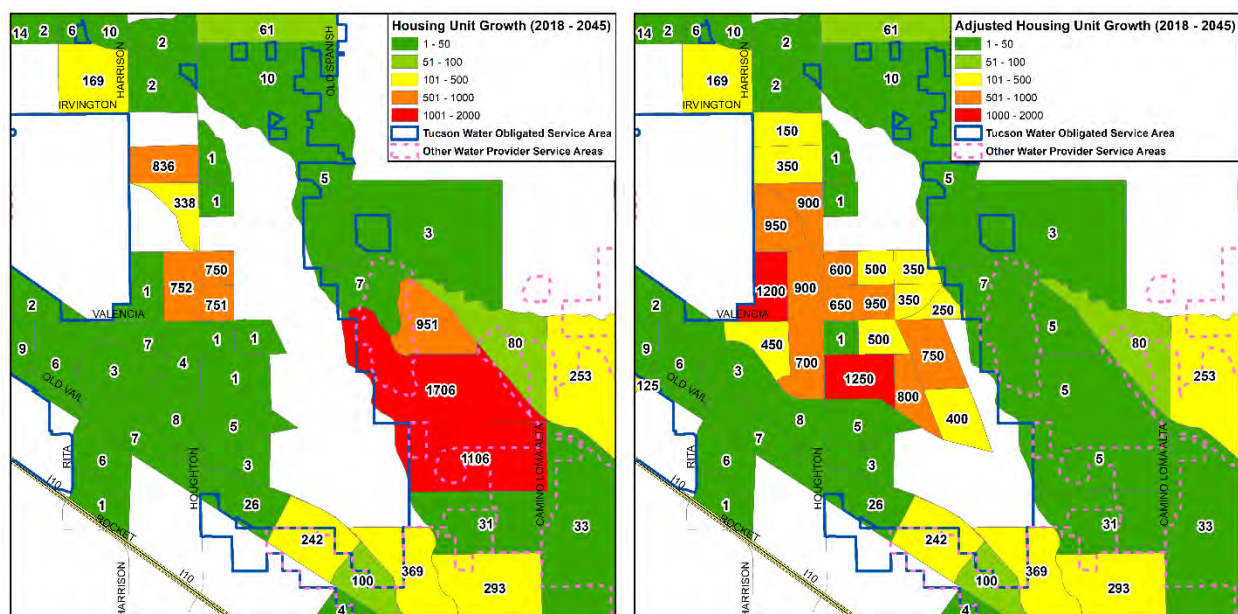 Housing Unit Growth (2018 - 2045)
1 - 50
51 - 100
101 - 500
501 - 1000
1001 - 2000
Tucson Water Obligated Service Area
Other Water Provider Service Areas
14 2 6 10 2 61
HARRISON
OLD SPANISH
169 2 10
IRVINGTON
836 1
5
338 1
3
750
7
752
1 751
2
VALENCIA
951
7 80
9 1 1
6 3 4 253
OLD VAIL
1 1706
8 5
7
1106
RITA
6 3
HOUGHTON
CAMINO LOMA ALTA
1 26
ROCKET
I10
31 33
242
I10
HARRISON
100 369
293
4
Adjusted Housing Unit Growth (2018 - 2045)
1 - 50
51 - 100
101 - 500
501 - 1000
1000 - 2000
Tucson Water Obligated Service Area
Other Water Provider Service Areas
14 2 6 10 2 61
HARRISON
OLD SPANISH
169 2 10
IRVINGTON
150
350 1
5
900 1
950
3
600 500 350
7
1200 900
650 950 350
250
2
VALENCIA
5
450 1 500 80
9
700 750
6 3 253
125
OLD VAIL
1250 5
800
8 5 400
7
5
RITA
6 3
HOUGHTON
CAMINO LOMA ALTA
1 26
ROCKET
I10
31 33
242
I10
HARRISON
100 369
293
4